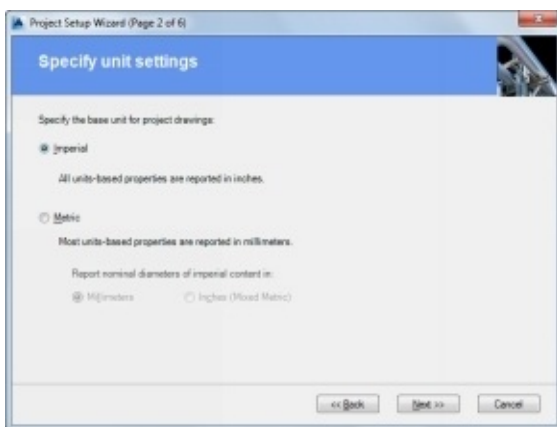 Project Setup Wizard (Page 2 of 6)
Specify unit settings
Specify the base unit for project drawings:
Imperial
All units-based properties are reported in inches.
Metric
Most units-based properties are reported in millimeters.
Report nominal diameters of imperial content in:
Millimeters Inches (Mixed Metric)
<< Back Next >> Cancel